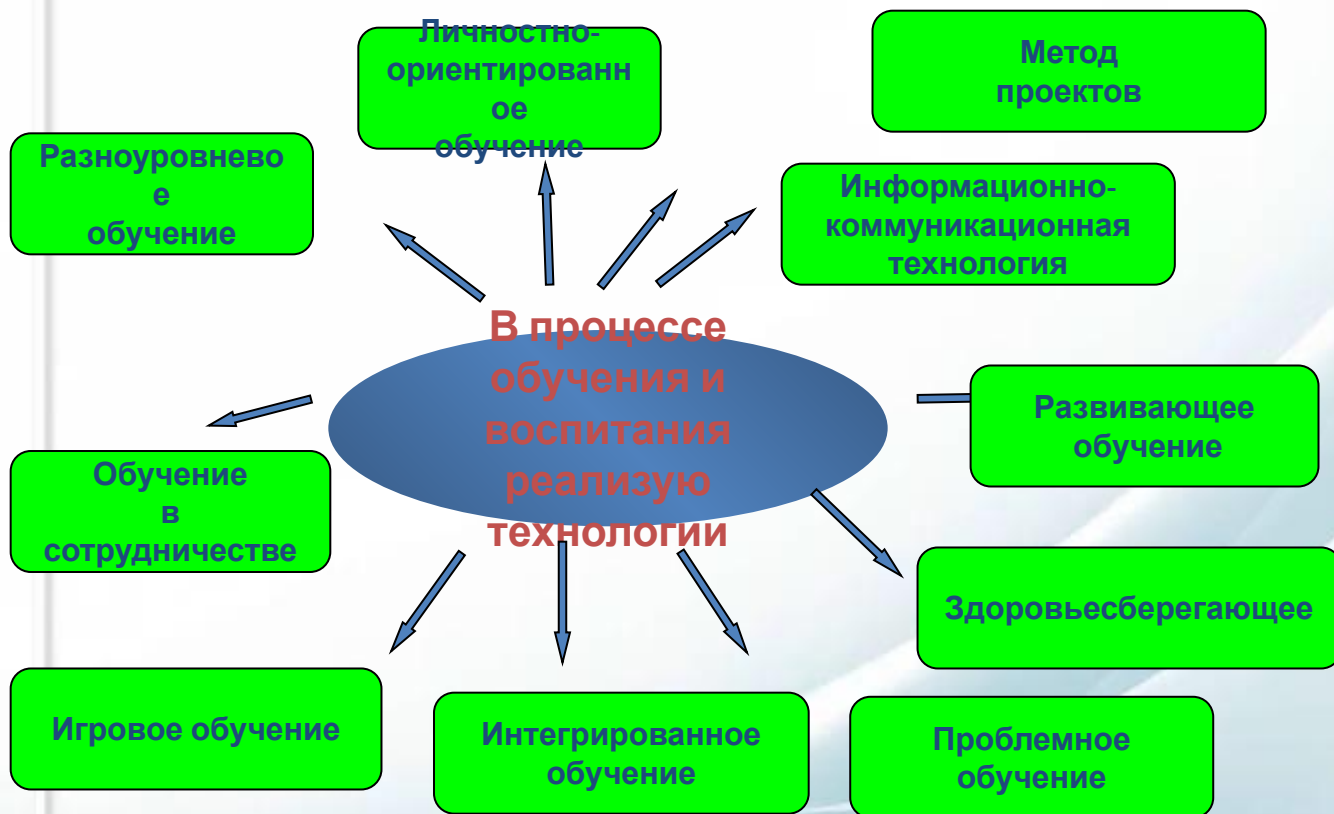 Личностно-
ориентированн
ое
обучение
Метод
проектов
Разноуровнево
е
обучение
Информационно-
коммуникационная
технология
В процессе
обучения и
воспитания
реализую
технологии
Развивающее
обучение
Обучение
в
сотрудничестве
Здоровьесберегающее
Игровое обучение
Интегрированное
обучение
Проблемное
обучение